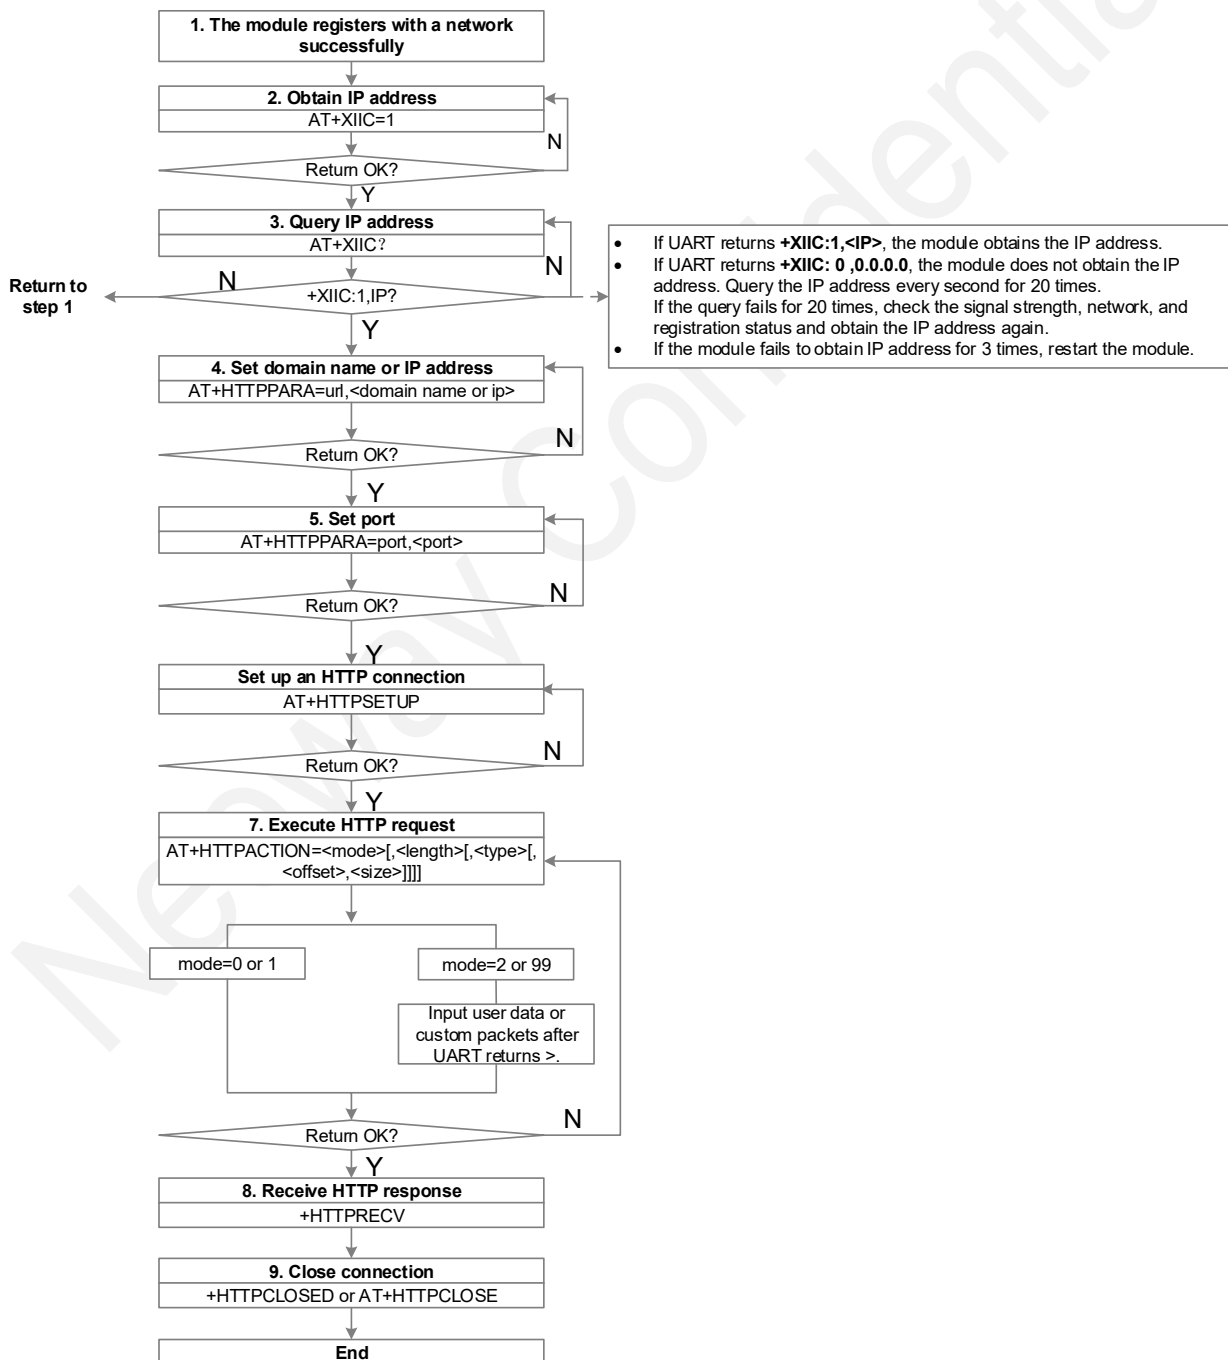 1. The module registers with a network
successfully
2. Obtain IP address
AT+XIIC=1
N
Return OK?
Y
3. Query IP address
AT+XIIC?
N
Return to
step 1
N
+XIIC:1,IP?
Y
• If UART returns +XIIC:1,<IP>, the module obtains the IP address.
• If UART returns +XIIC: 0 ,0.0.0.0, the module does not obtain the IP
address. Query the IP address every second for 20 times.
If the query fails for 20 times, check the signal strength, network, and
registration status and obtain the IP address again.
• If the module fails to obtain IP address for 3 times, restart the module.
4. Set domain name or IP address
AT+HTTPPARA=url,<domain name or ip>
N
Return OK?
Y
5. Set port
AT+HTTPPARA=port,<port>
N
Return OK?
Y
Set up an HTTP connection
AT+HTTPSETUP
N
Return OK?
Y
7. Execute HTTP request
AT+HTTPACTION=<mode>[,<length>[,<type>[,
<offset>,<size>]]]]
mode=0 or 1
mode=2 or 99
Input user data or
custom packets after
UART returns >.
N
Return OK?
Y
8. Receive HTTP response
+HTTPRECV
9. Close connection
+HTTPCLOSED or AT+HTTPCLOSE
End
Neoway Confidential